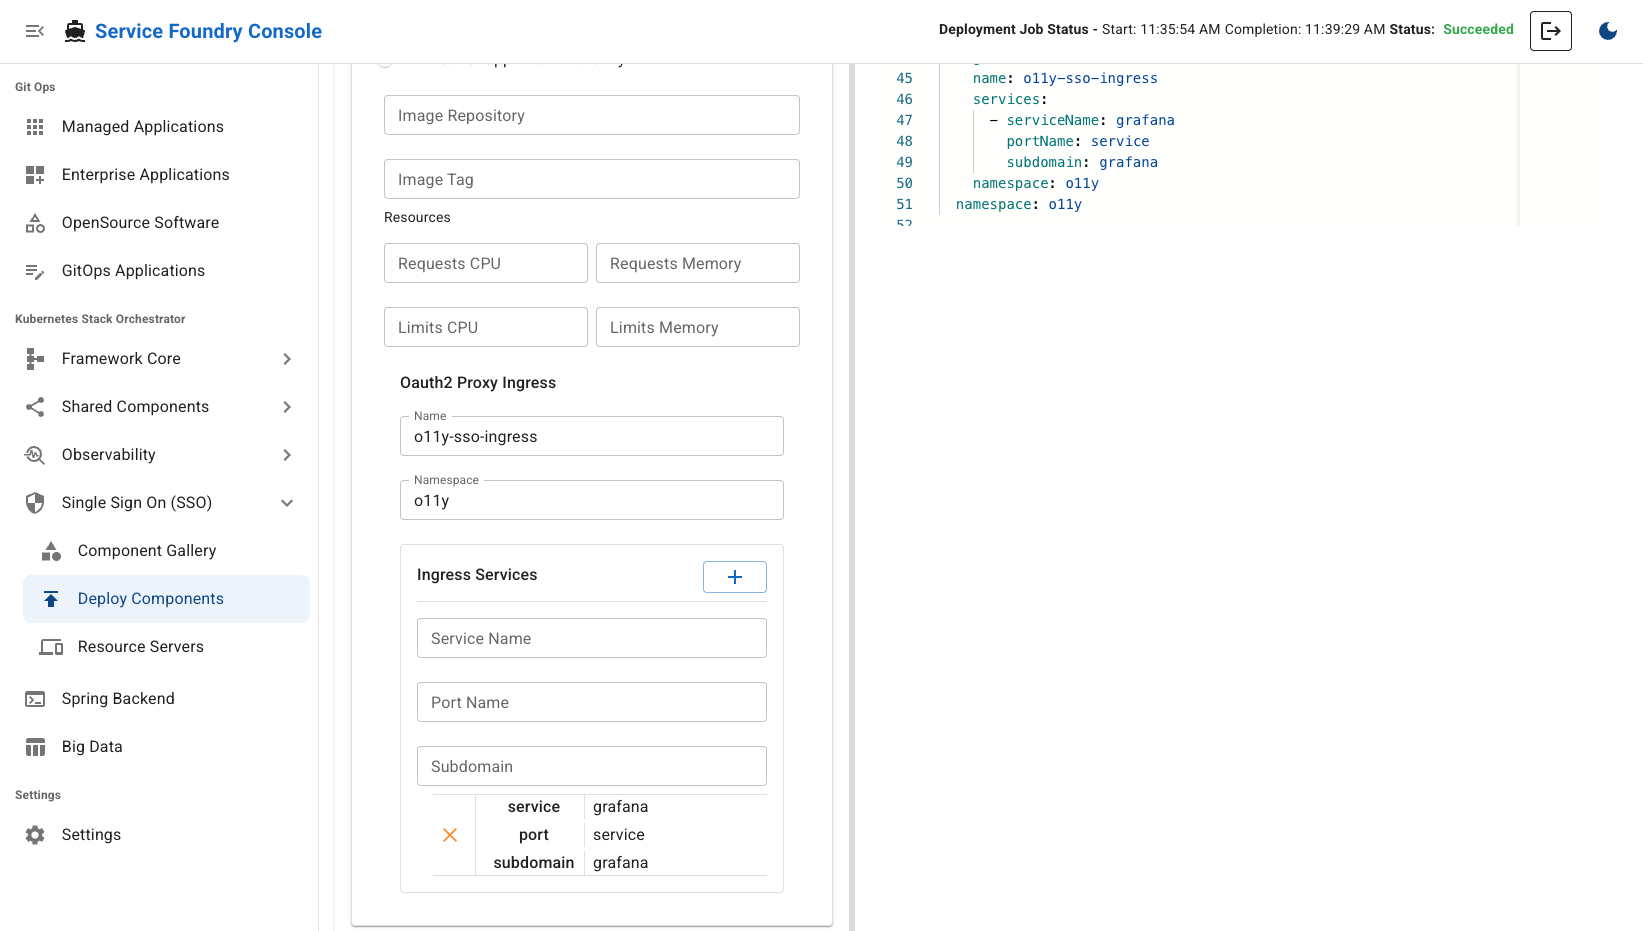 Service Foundry Console
Deployment Job Status - Start: 11:35:54 AM Completion: 11:39:29 AM Status: Succeeded
Git Ops
Managed Applications
Enterprise Applications
OpenSource Software
GitOps Applications
Kubernetes Stack Orchestrator
Framework Core
Shared Components
Observability
Single Sign On (SSO)
Component Gallery
Deploy Components
Resource Servers
Spring Backend
Big Data
Settings
Settings
Image Repository
Image Tag
Resources
Requests CPU
Requests Memory
Limits CPU
Limits Memory
Oauth2 Proxy Ingress
Name
o11y-sso-ingress
Namespace
o11y
Ingress Services
Service Name
Port Name
Subdomain
service grafana
port service
subdomain grafana
45 name: o11y-sso-ingress
46 services:
47 - serviceName: grafana
48 portName: service
49 subdomain: grafana
50 namespace: o11y
51 namespace: o11y
52